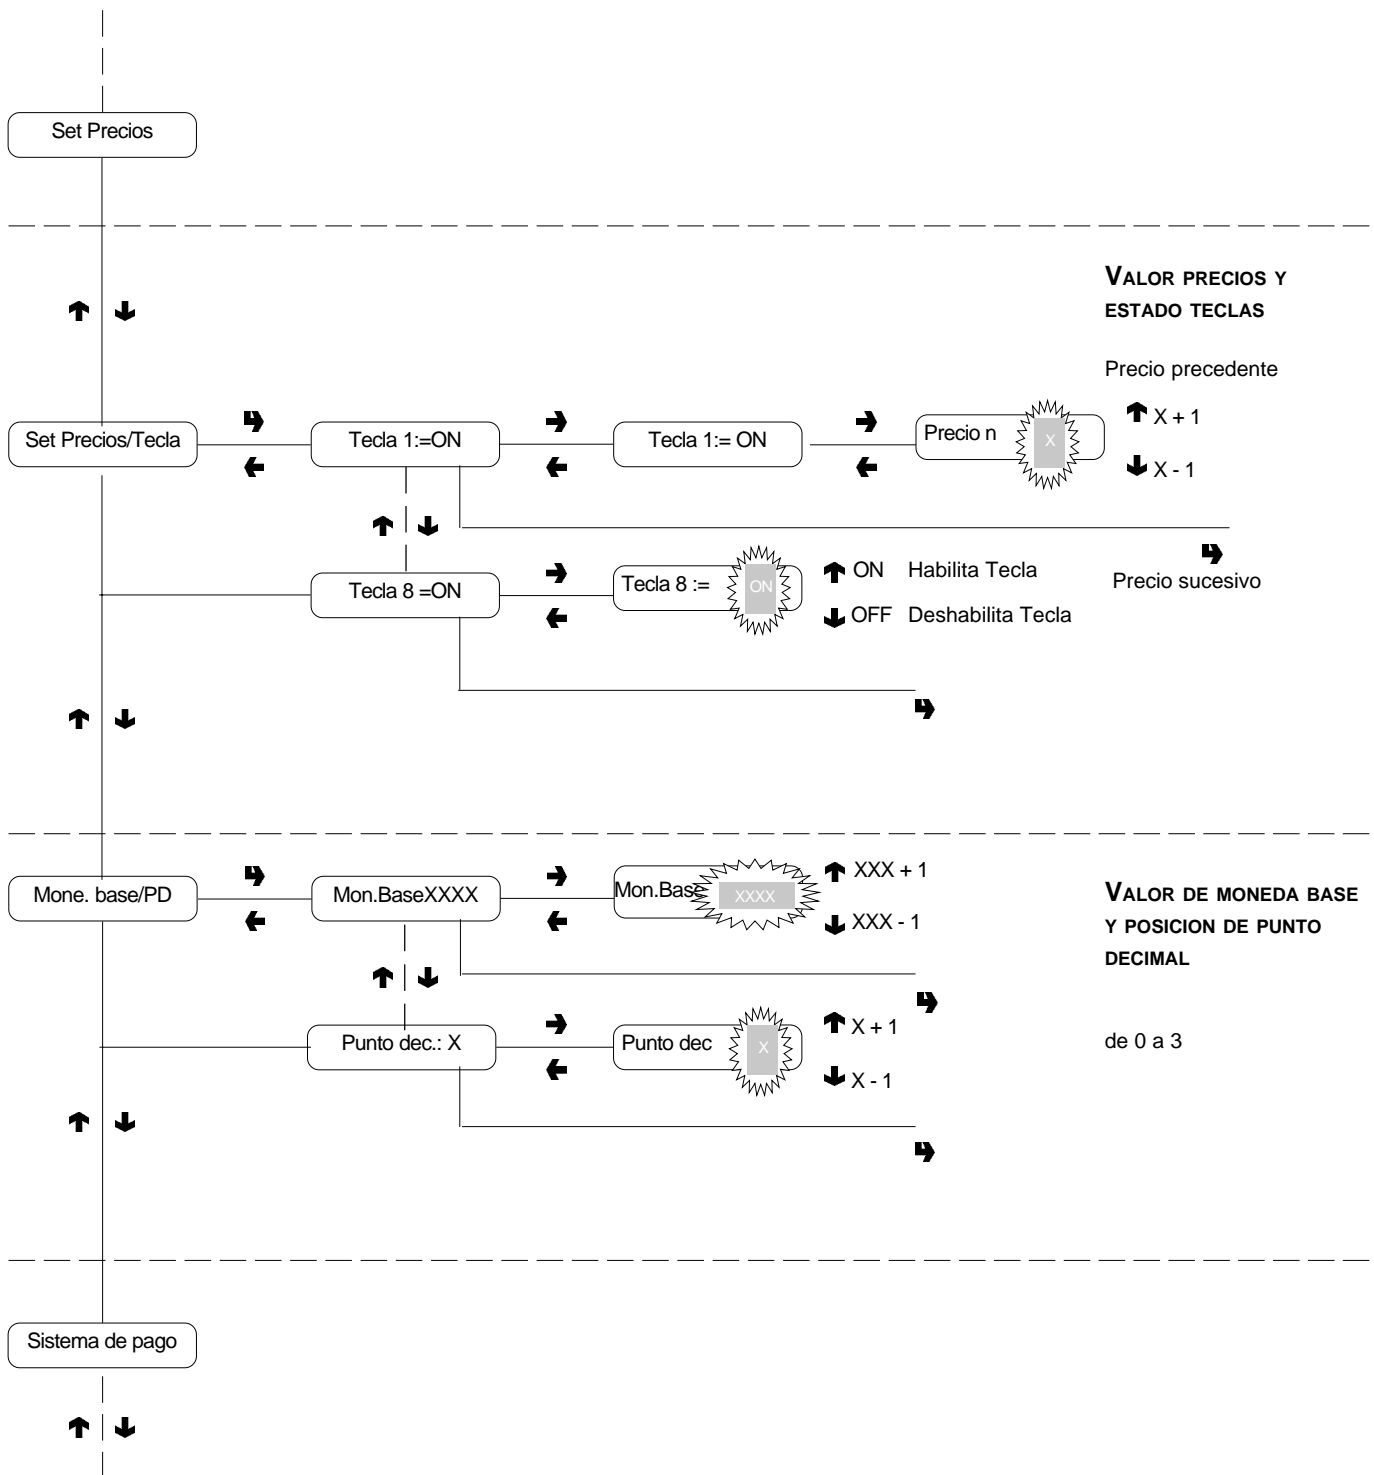 Set Precios
VALOR PRECIOS Y
ESTADO TECLAS
Precio precedente
Set Precios/Tecla
Tecla 1:=ON
Tecla 1:= ON
Precio n X
X + 1
X - 1
Tecla 8 =ON
Tecla 8 := ON
ON Habilita Tecla
OFF Deshabilita Tecla
Precio sucesivo
Mone. base/PD
Mon.BaseXXXX
Mon.Base XXXX
XXX + 1
XXX - 1
VALOR DE MONEDA BASE
Y POSICION DE PUNTO
DECIMAL
Punto dec.: X
Punto dec X
X + 1
X - 1
de 0 a 3
Sistema de pago